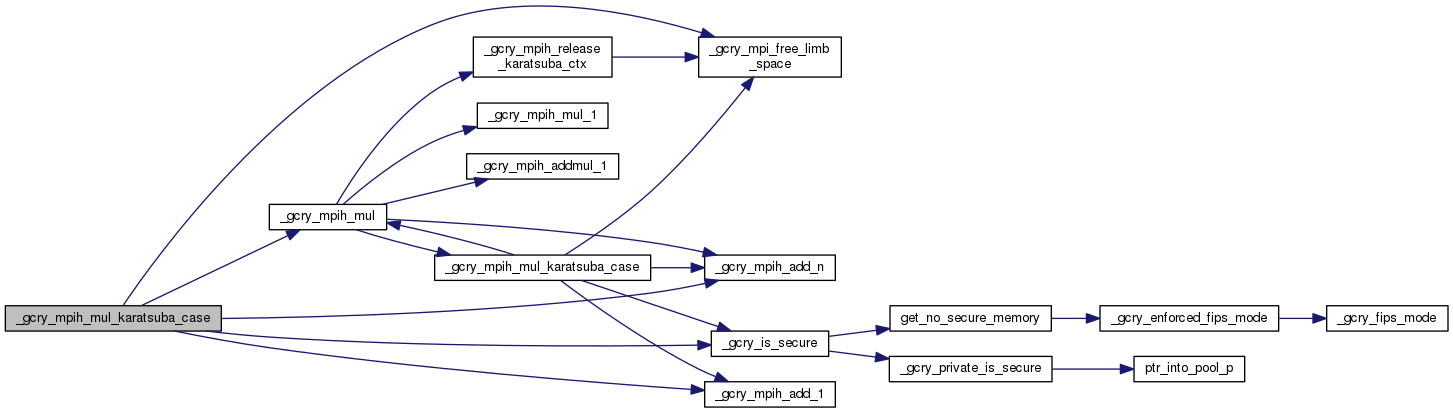 _gcry_mpih_release
_karatsuba_ctx
_gcry_mpi_free_limb
_space
_gcry_mpih_mul_1
_gcry_mpih_addmul_1
_gcry_mpih_mul
_gcry_mpih_mul_karatsuba_case
_gcry_mpih_add_n
_gcry_mpih_mul_karatsuba_case
get_no_secure_memory
_gcry_enforced_fips_mode
_gcry_fips_mode
_gcry_is_secure
_gcry_private_is_secure
ptr_into_pool_p
_gcry_mpih_add_1